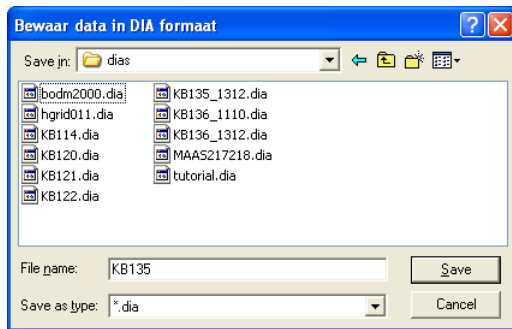 Bewaar data in DIA formaat
Save in: dias
bodm2000.dia
hgrid011.dia
KB114.dia
KB120.dia
KB121.dia
KB122.dia
KB135_1312.dia
KB136_1110.dia
KB136_1312.dia
MAAS217218.dia
tutorial.dia
File name: KB135 Save
Save as type: *.dia Cancel